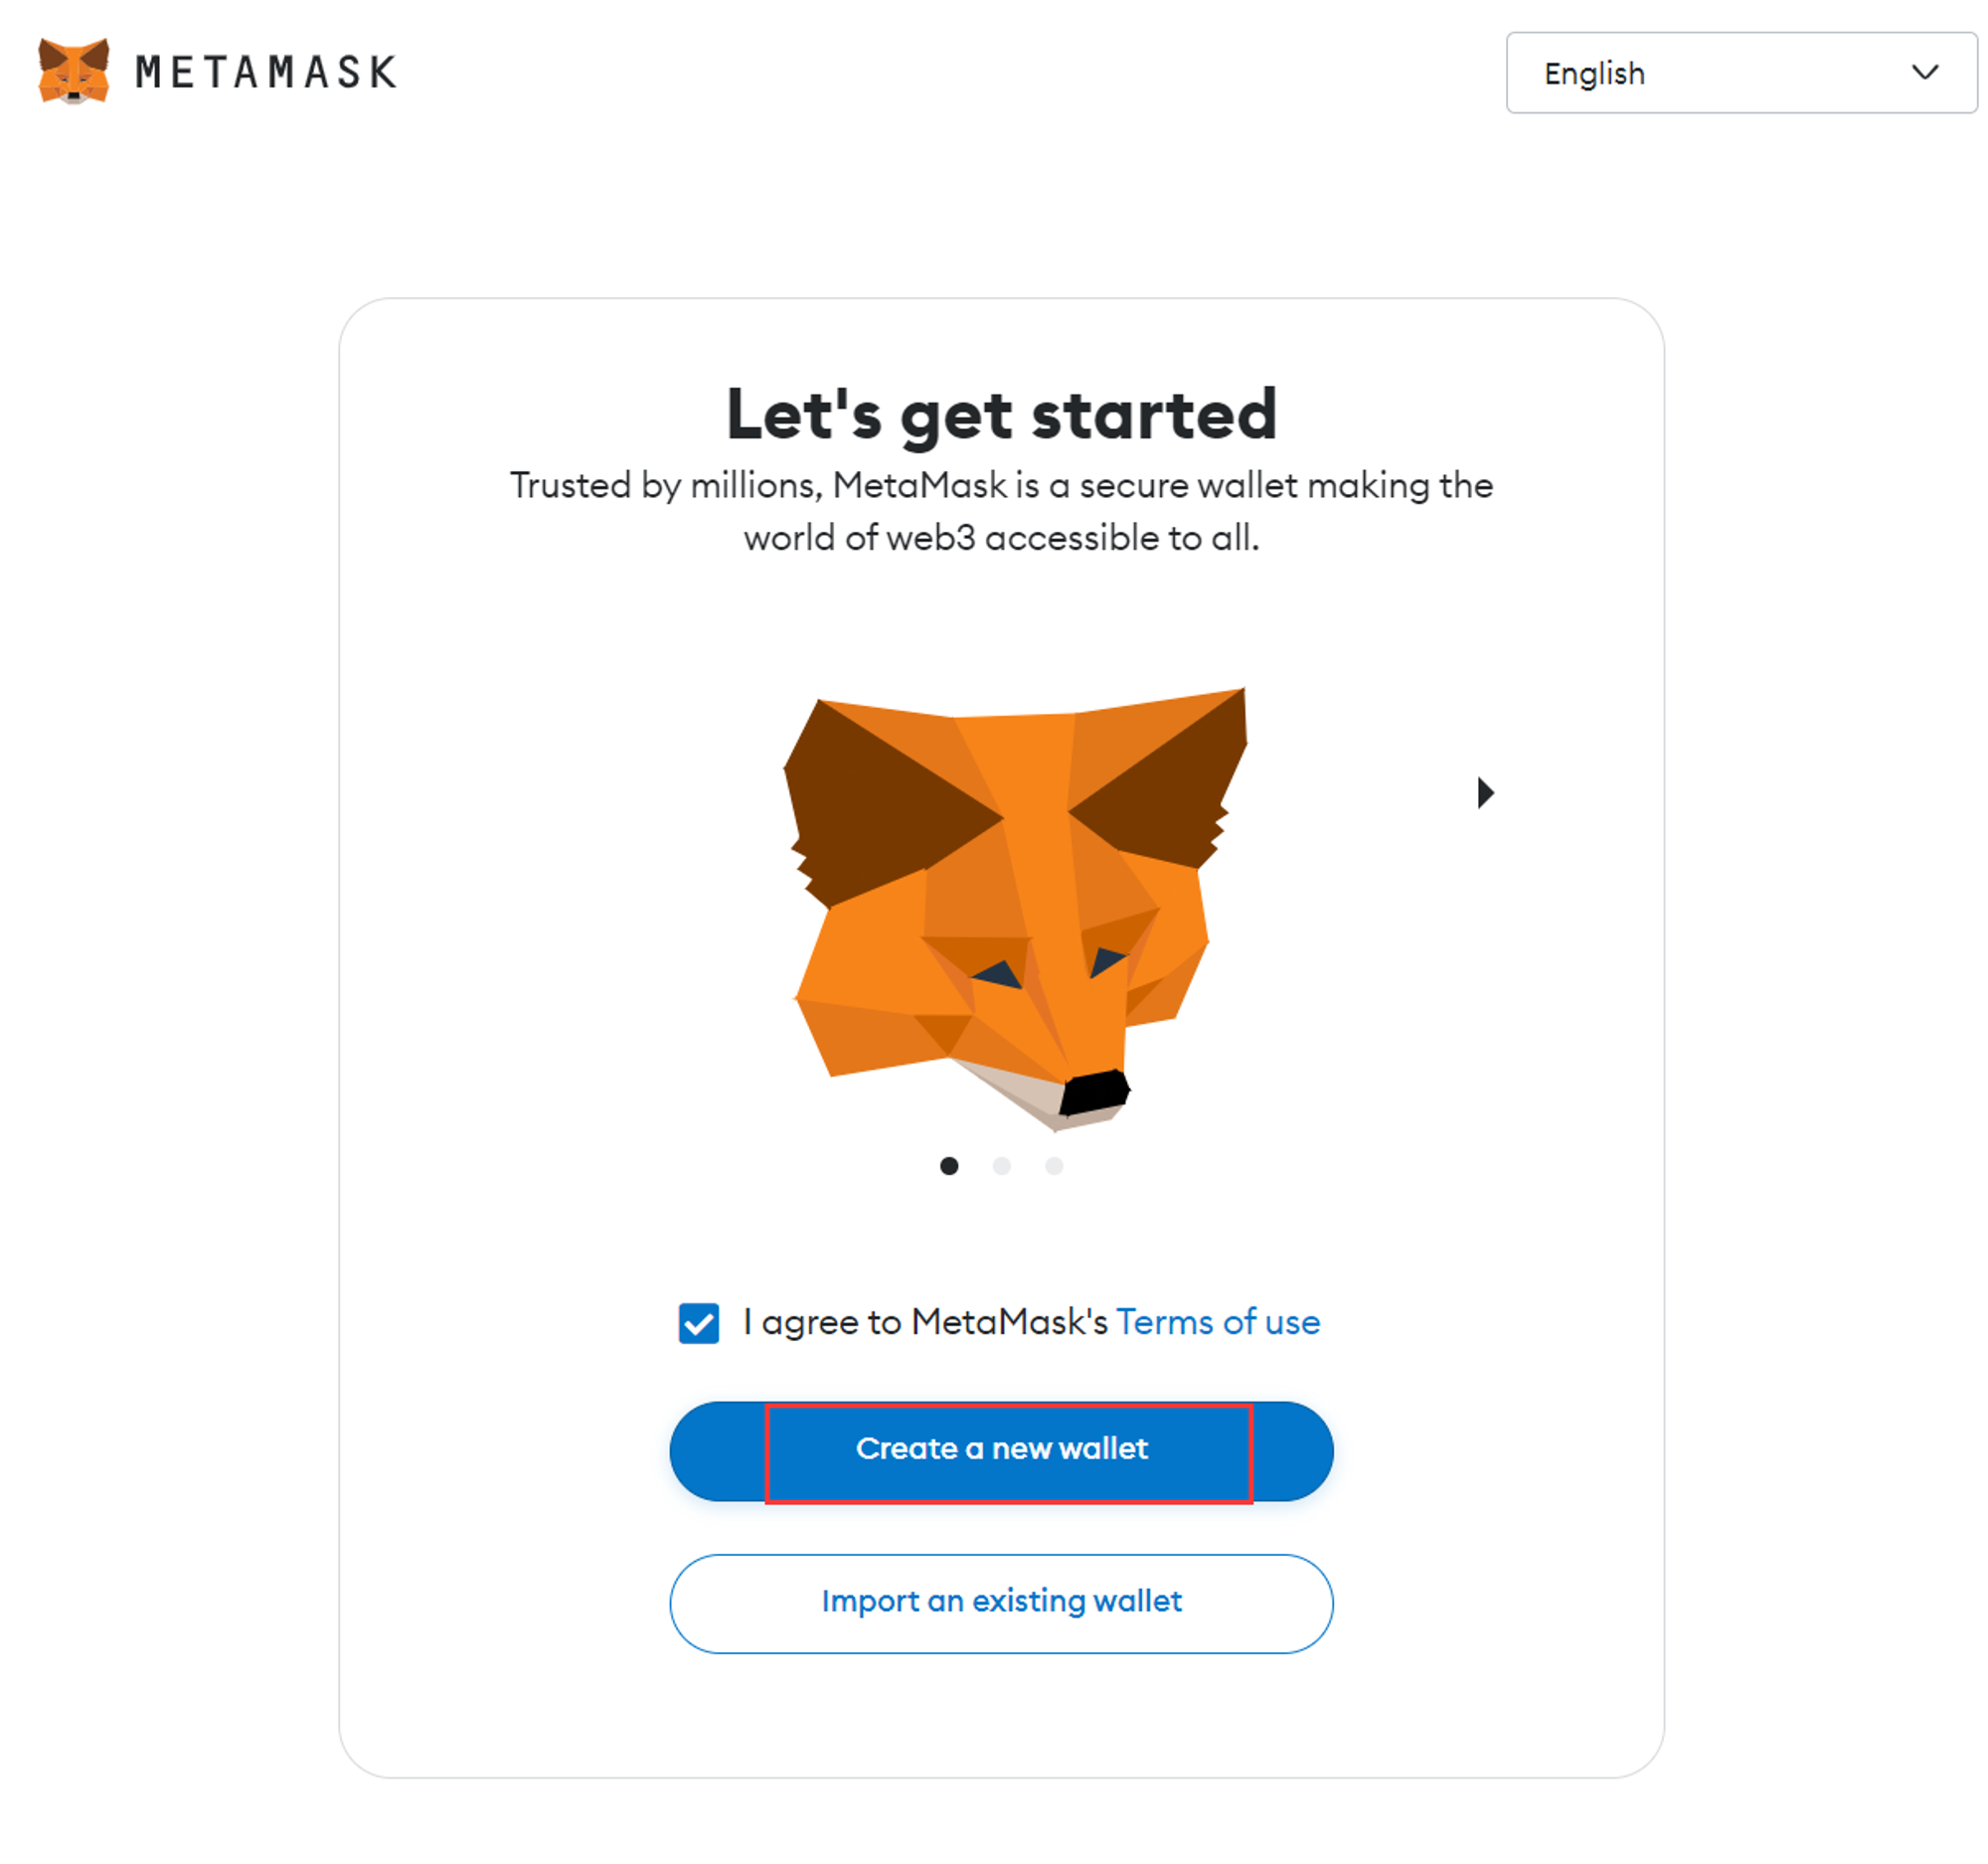 METAMASK
English
Let's get started
Trusted by millions, MetaMask is a secure wallet making the
world of web3 accessible to all.
I agree to MetaMask's Terms of use
Create a new wallet
Import an existing wallet